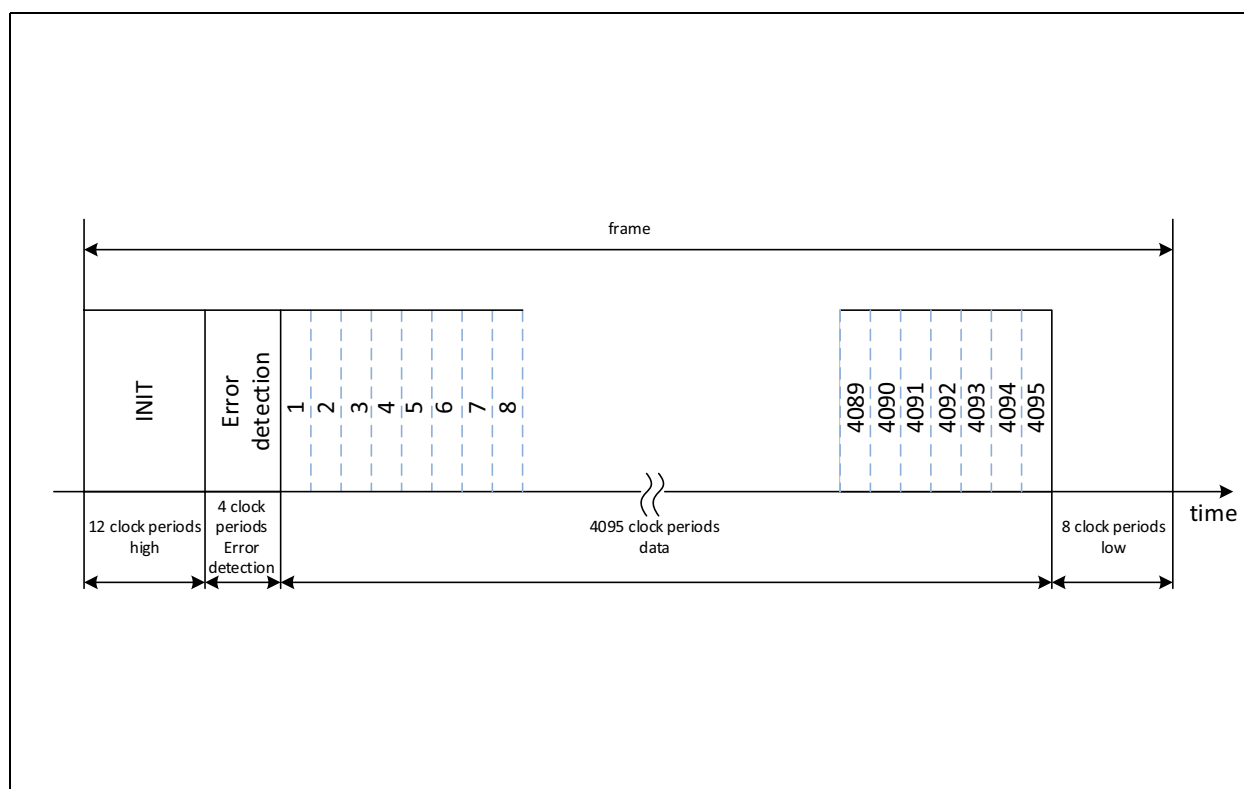 frame
INIT
Error
detection
1
2
3
4
5
6
7
8
4089
4090
4091
4092
4093
4094
4095
time
12 clock periods
high
4 clock
periods
Error
detection
4095 clock periods
data
8 clock periods
low